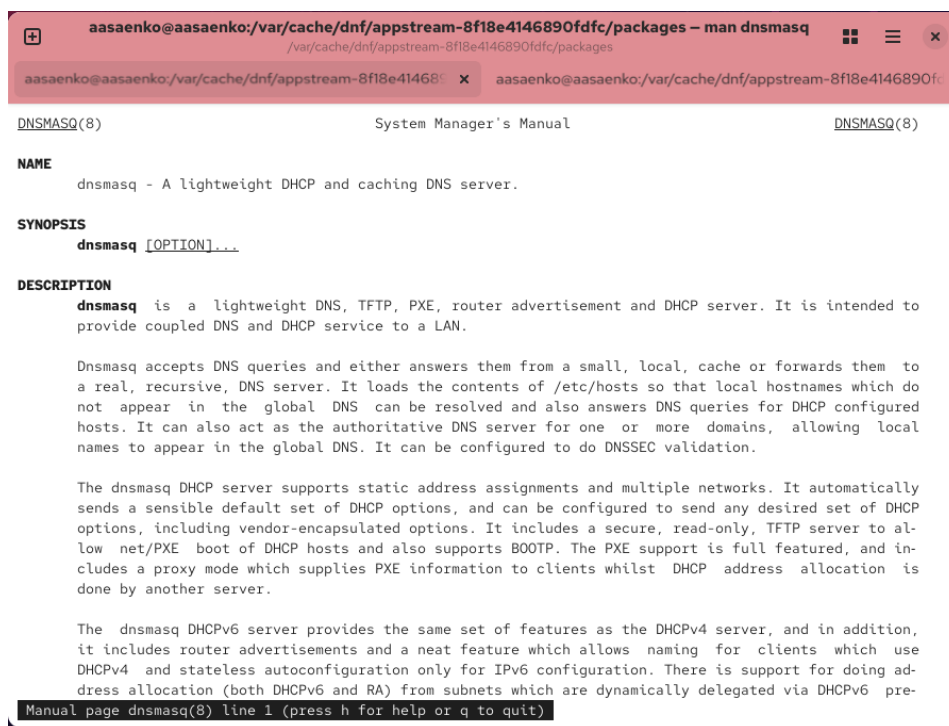 aasaenko@aasaenko:/var/cache/dnf/appstream-8f18e4146890fdfc/packages — man dnsmasq
/var/cache/dnf/appstream-8f18e4146890fdfc/packages
aasaenko@aasaenko:/var/cache/dnf/appstream-8f18e414689 × aasaenko@aasaenko:/var/cache/dnf/appstream-8f18e4146890fd
DNSMASQ(8) System Manager's Manual DNSMASQ(8)
NAME
dnsmasq - A lightweight DHCP and caching DNS server.
SYNOPSIS
dnsmasq [OPTION]...
DESCRIPTION
dnsmasq is a lightweight DNS, TFTP, PXE, router advertisement and DHCP server. It is intended to
provide coupled DNS and DHCP service to a LAN.
Dnsmasq accepts DNS queries and either answers them from a small, local, cache or forwards them to
a real, recursive, DNS server. It loads the contents of /etc/hosts so that local hostnames which do
not appear in the global DNS can be resolved and also answers DNS queries for DHCP configured
hosts. It can also act as the authoritative DNS server for one or more domains, allowing local
names to appear in the global DNS. It can be configured to do DNSSEC validation.
The dnsmasq DHCP server supports static address assignments and multiple networks. It automatically
sends a sensible default set of DHCP options, and can be configured to send any desired set of DHCP
options, including vendor-encapsulated options. It includes a secure, read-only, TFTP server to al-
low net/PXE boot of DHCP hosts and also supports BOOTP. The PXE support is full featured, and in-
cludes a proxy mode which supplies PXE information to clients whilst DHCP address allocation is
done by another server.
The dnsmasq DHCPv6 server provides the same set of features as the DHCPv4 server, and in addition,
it includes router advertisements and a neat feature which allows naming for clients which use
DHCPv4 and stateless autoconfiguration only for IPv6 configuration. There is support for doing ad-
dress allocation (both DHCPv6 and RA) from subnets which are dynamically delegated via DHCPv6 pre-
Manual page dnsmasq(8) line 1 (press h for help or q to quit)